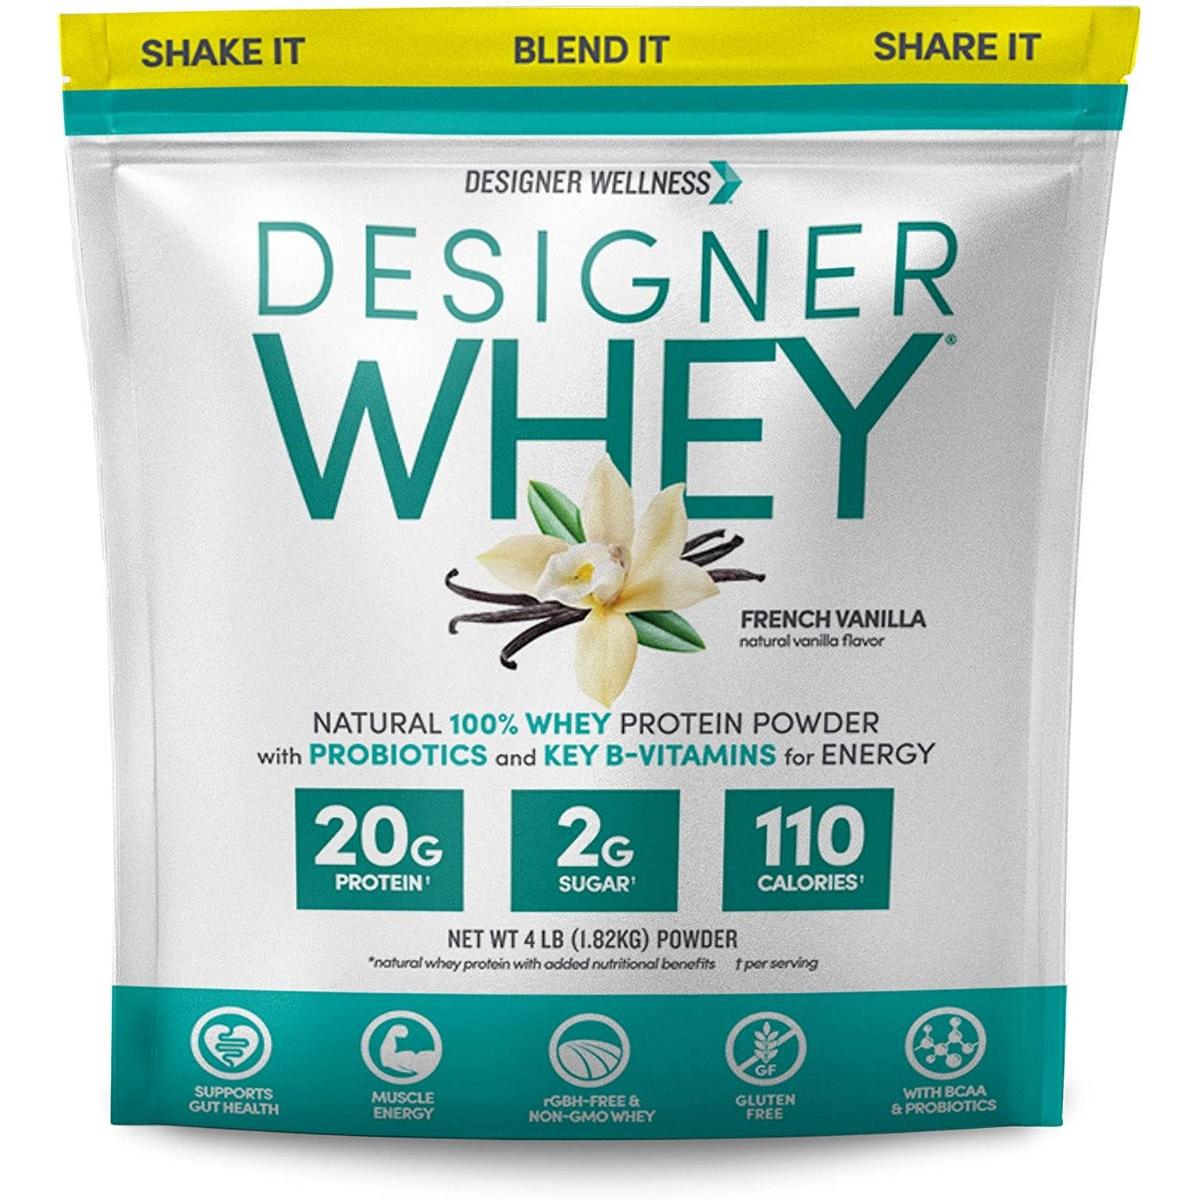 SHAKE IT BLEND IT SHARE IT
DESIGNER WELLNESS
DESIGNER
WHEY®
FRENCH VANILLA
natural vanilla flavor
NATURAL 100% WHEY PROTEIN POWDER
with PROBIOTICS and KEY B-VITAMINS for ENERGY
20G
PROTEIN†
2G
SUGAR†
110
CALORIES†
NET WT 4 LB (1.82KG) POWDER
*natural whey protein with added nutritional benefits † per serving
SUPPORTS
GUT HEALTH
MUSCLE
ENERGY
rGBH-FREE &
NON-GMO WHEY
GF
GLUTEN
FREE
WITH BCAA
& PROBIOTICS